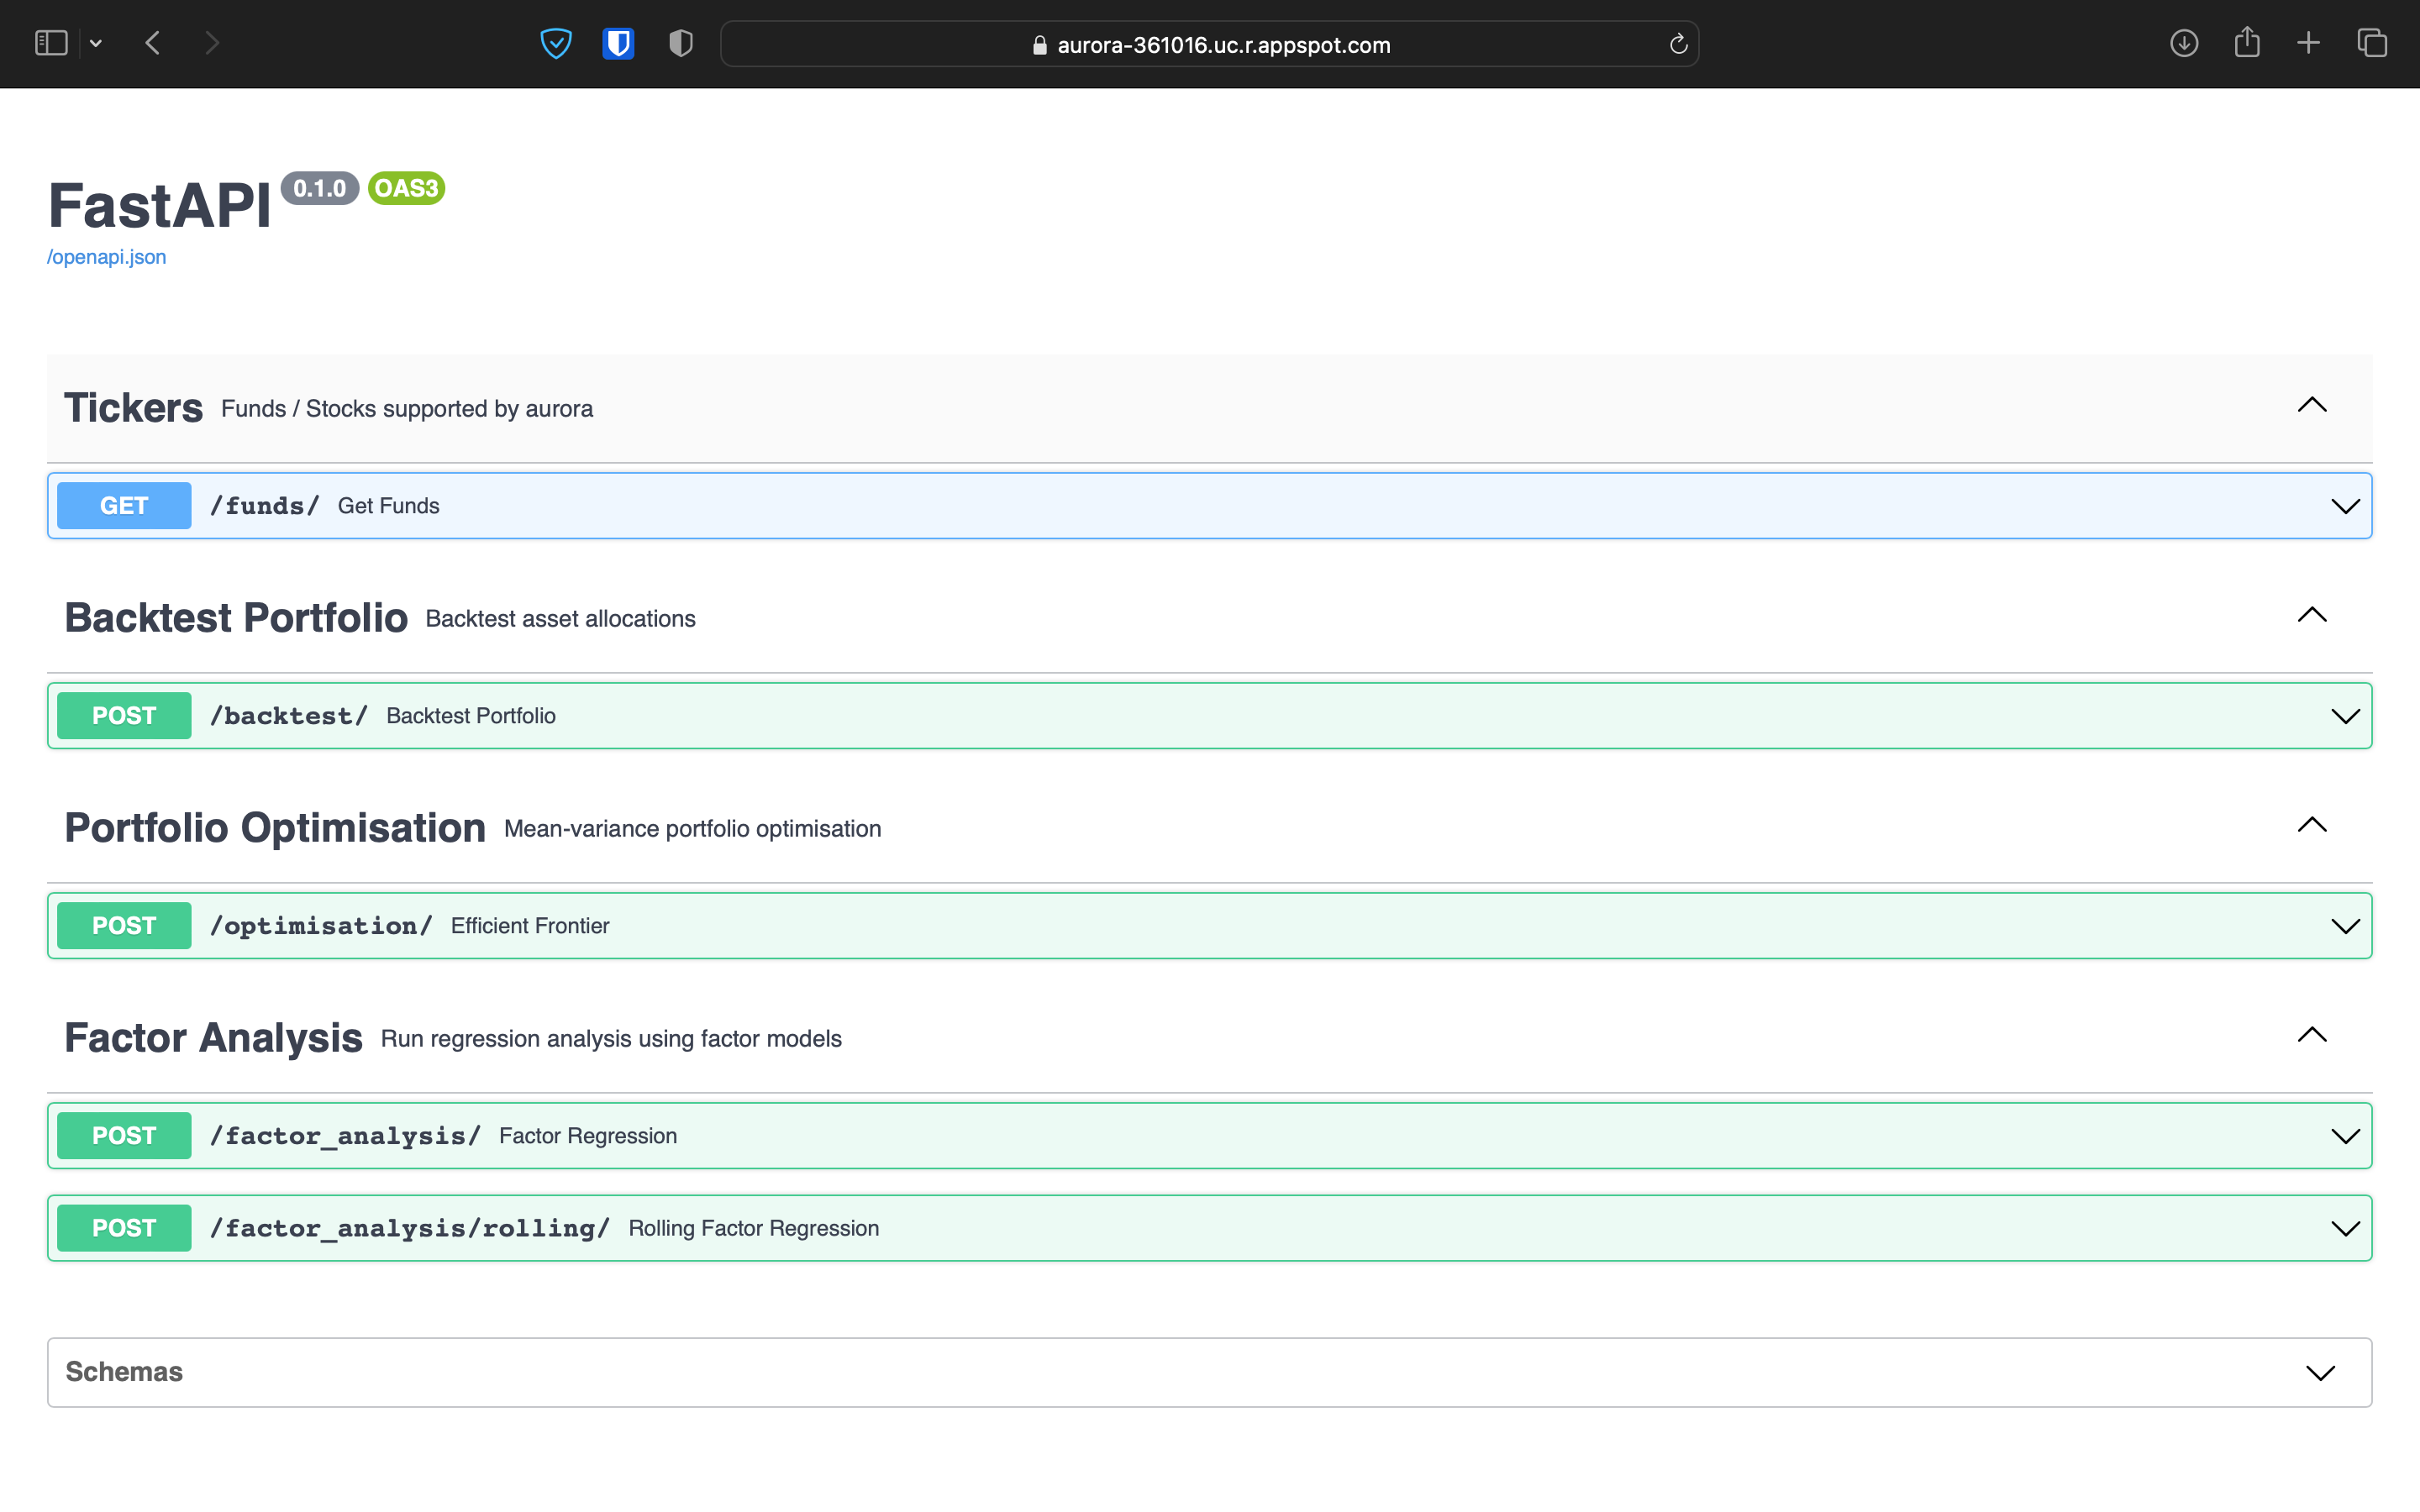 aurora-361016.uc.r.appspot.com
FastAPI 0.1.0 OAS3
/openapi.json
Tickers Funds / Stocks supported by aurora
GET /funds/ Get Funds
Backtest Portfolio Backtest asset allocations
POST /backtest/ Backtest Portfolio
Portfolio Optimisation Mean-variance portfolio optimisation
POST /optimisation/ Efficient Frontier
Factor Analysis Run regression analysis using factor models
POST /factor_analysis/ Factor Regression
POST /factor_analysis/rolling/ Rolling Factor Regression
Schemas